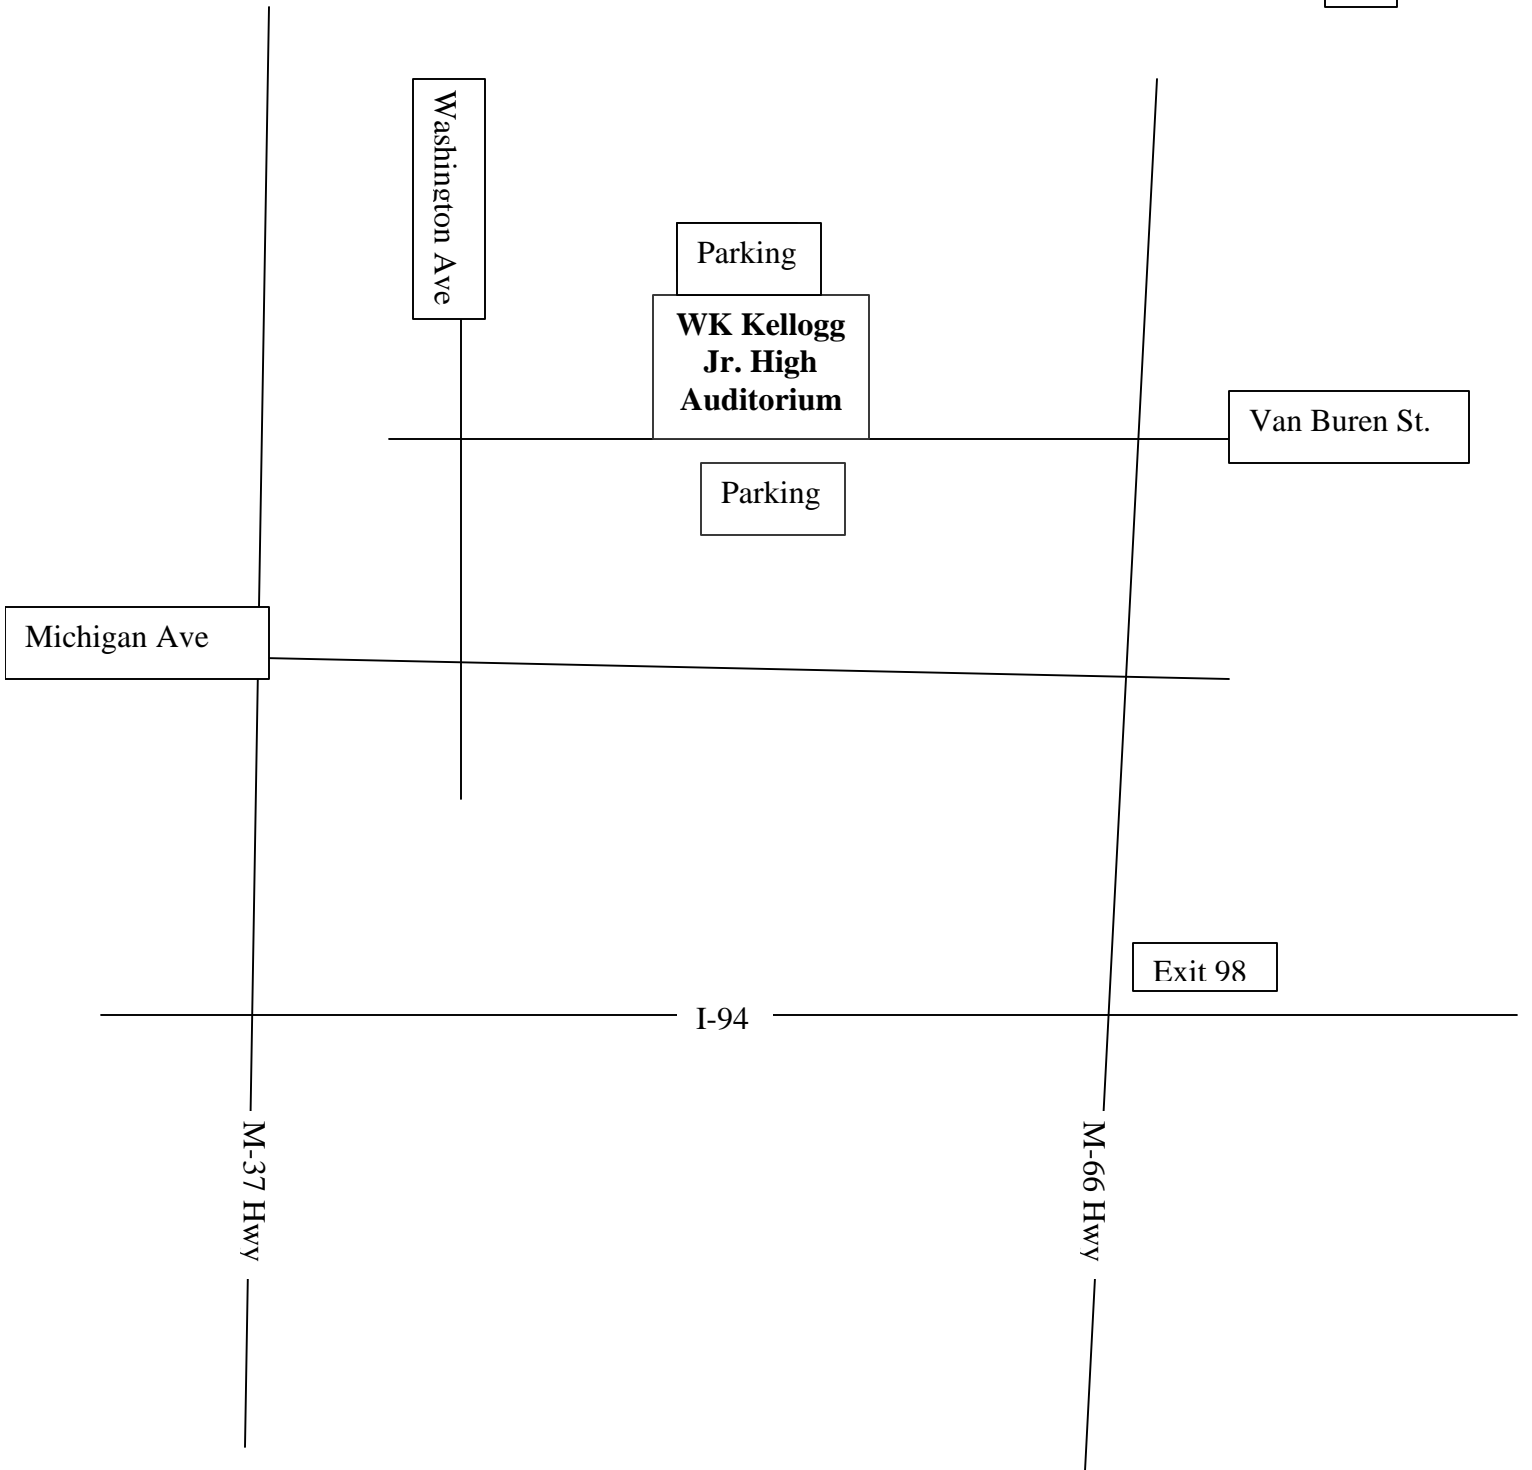 Washington Ave
Parking
WK Kellogg
Jr. High
Auditorium
Van Buren St.
Parking
Michigan Ave
Exit 98
I-94
M-37 Hwy
M-66 Hwy